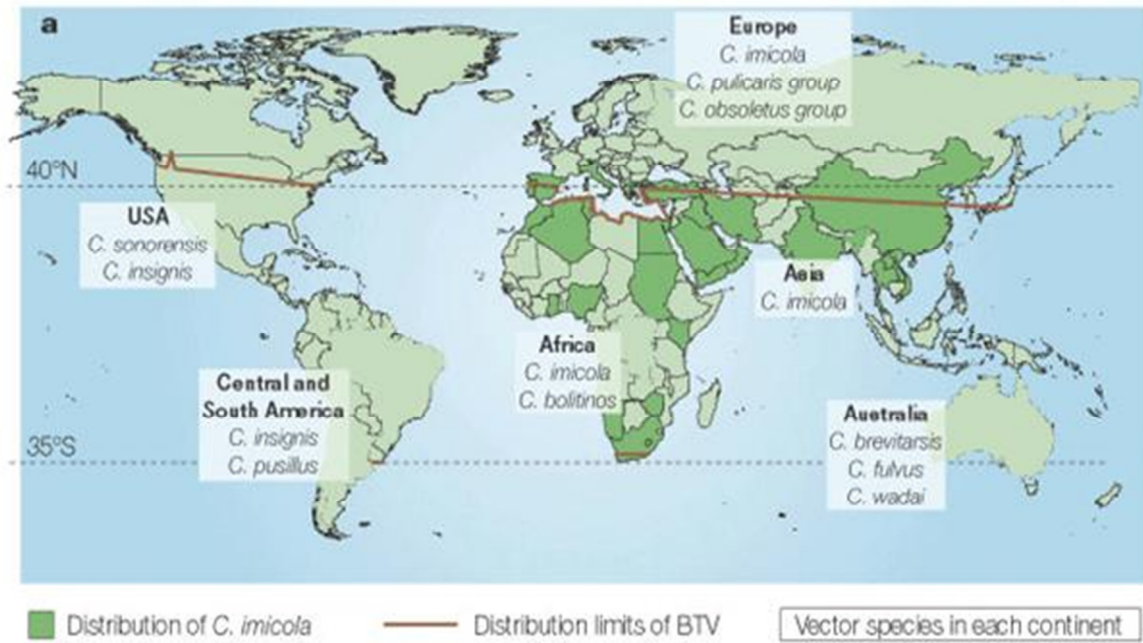 a
Europe
C. imicola
C. pulicaris group
C. obsoletus group
40°N
USA
C. sonorensis
C. insignis
Asia
C. imicola
Africa
C. imicola
C. bolitinos
Central and
South America
C. insignis
C. pusillus
Australia
C. brevitarsis
C. fulvus
C. wadai
35°S
Distribution of C. imicola
Distribution limits of BTV
Vector species in each continent